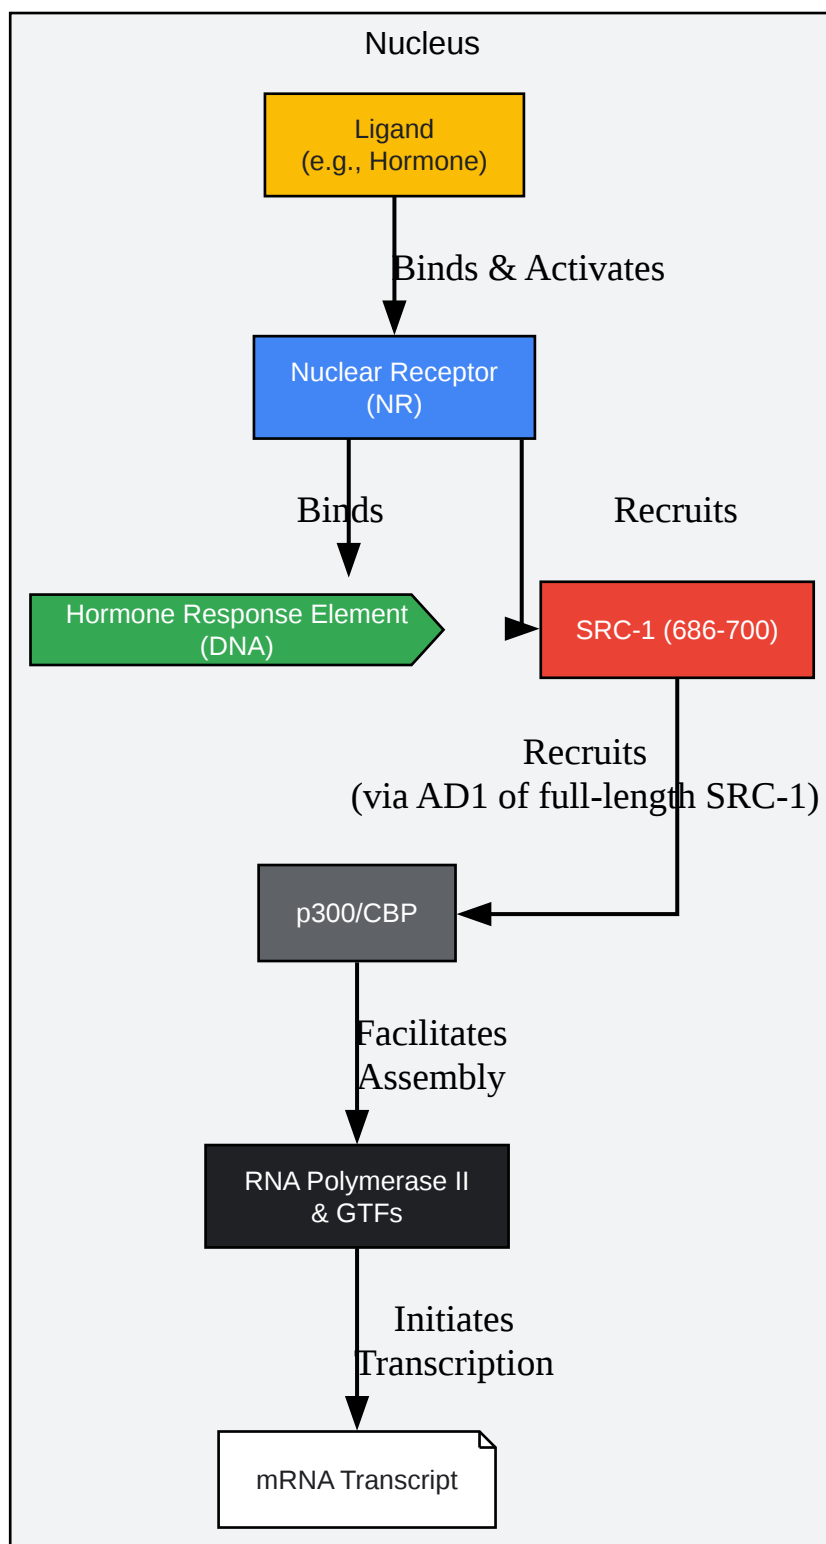 Nucleus
Ligand
(e.g., Hormone)
Binds & Activates
Nuclear Receptor
(NR)
Binds
Recruits
Hormone Response Element
(DNA)
SRC-1 (686-700)
Recruits
(via AD1 of full-length SRC-1)
p300/CBP
Facilitates
Assembly
RNA Polymerase II
& GTFs
Initiates
Transcription
mRNA Transcript